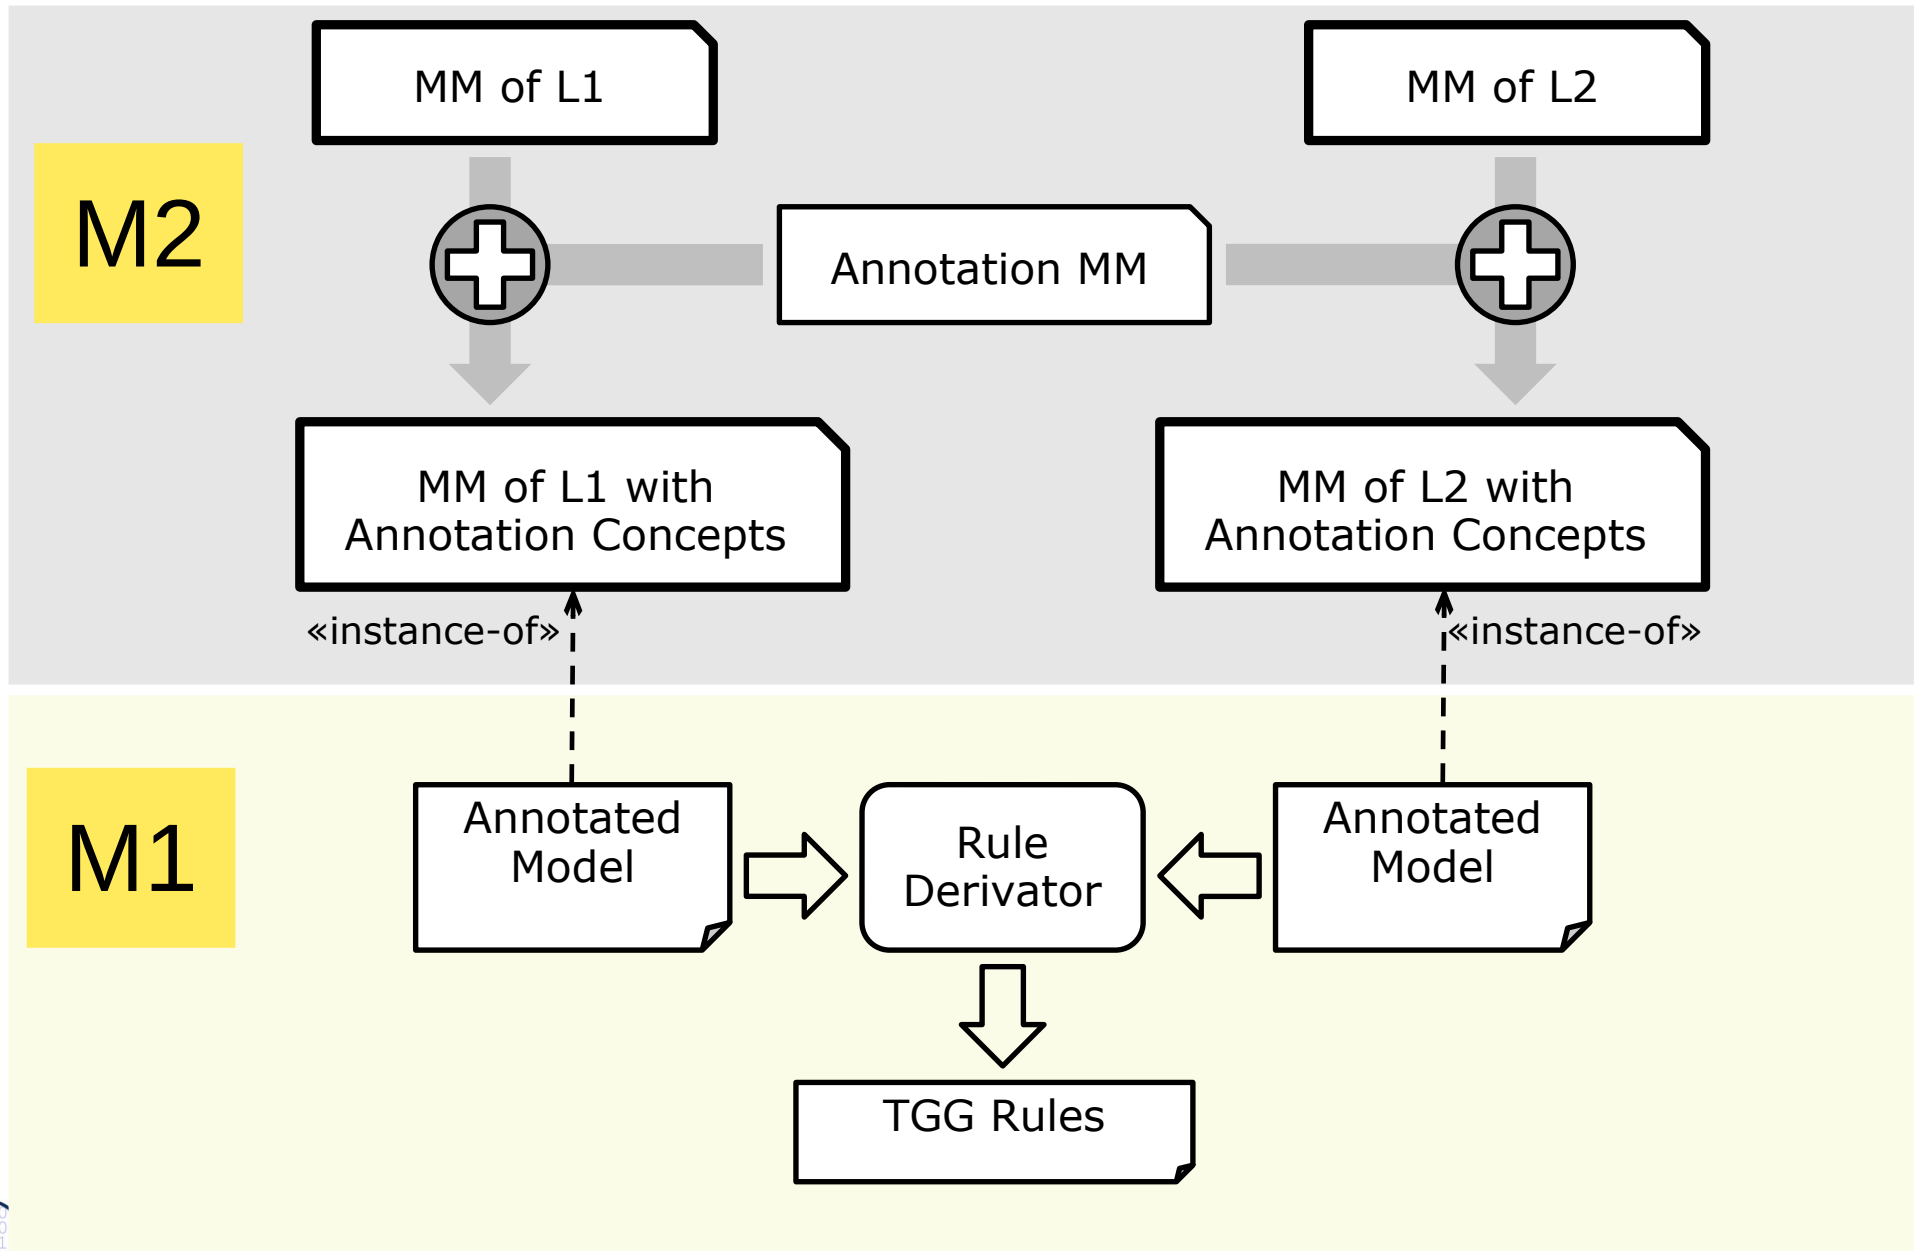 MM of L1
MM of L2
M2
Annotation MM
MM of L1 with
Annotation Concepts
MM of L2 with
Annotation Concepts
«instance-of»
«instance-of»
M1
Annotated
Model
Rule
Derivator
Annotated
Model
TGG Rules